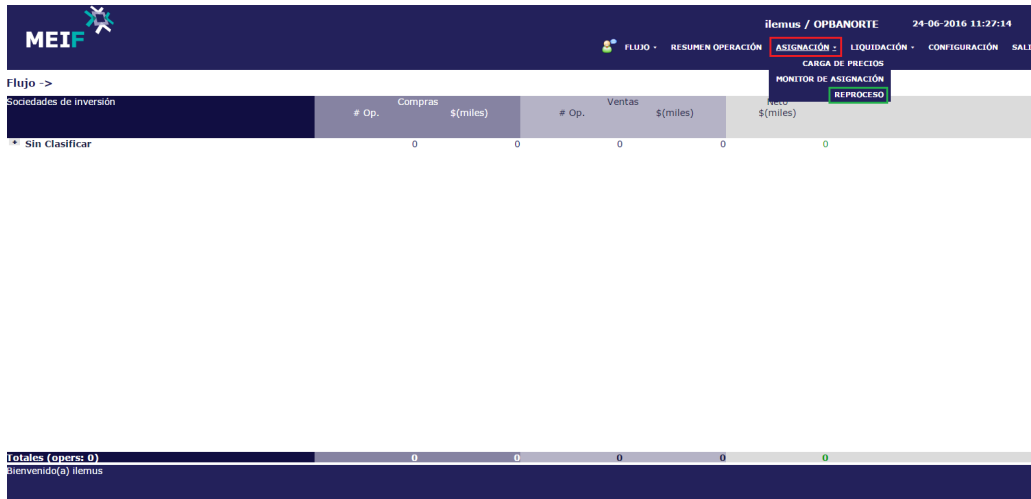 MEIF
ilemus / OPBANORTE 24-06-2016 11:27:14
FLUJO RESUMEN OPERACIÓN ASIGNACIÓN LIQUIDACIÓN CONFIGURACIÓN SALI
CARGA DE PRECIOS
MONITOR DE ASIGNACIÓN
REPROCESO
Flujo ->
Sociedades de inversión Compras Ventas Neto
# Op. $(miles) # Op. $(miles) $(miles)
+ Sin Clasificar 0 0 0 0 0
Totales (opers: 0) 0 0 0 0 0
Bienvenido(a) ilemus